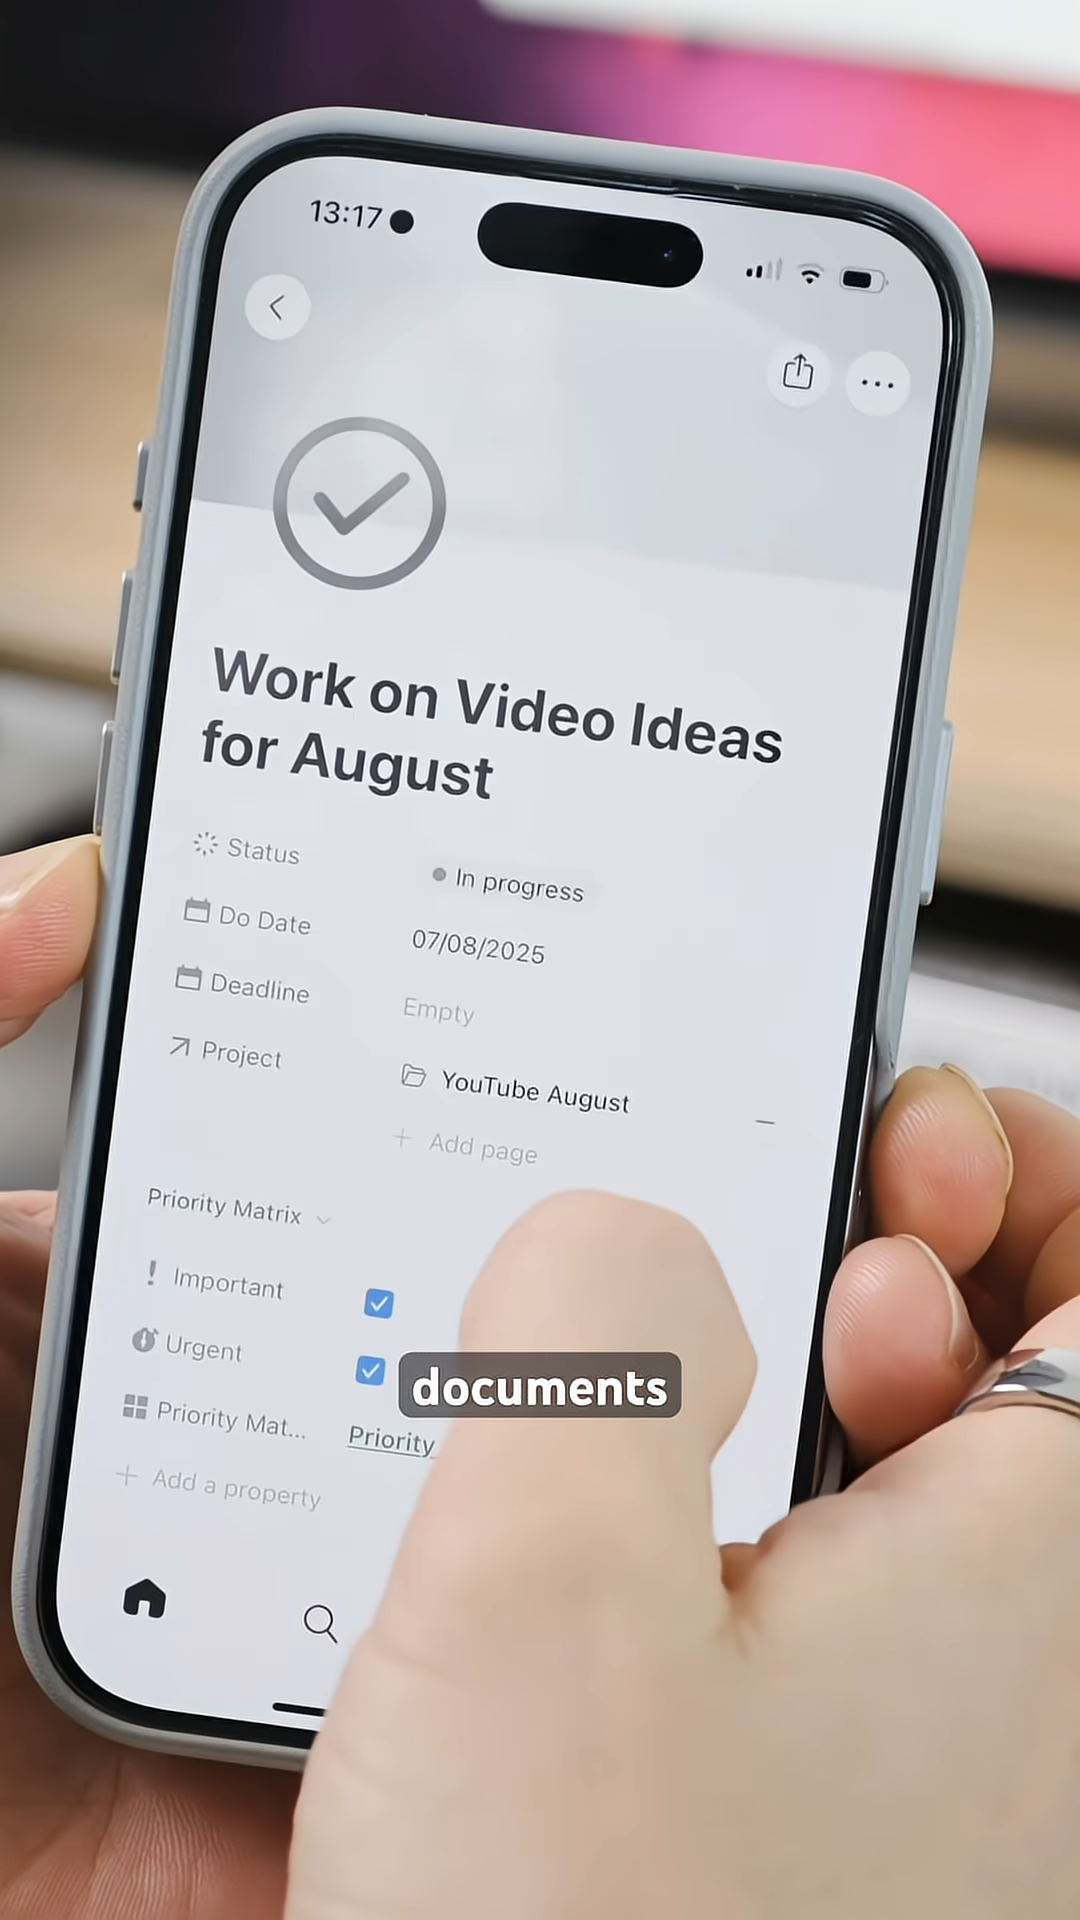 13:17
Work on Video Ideas
for August
Status
In progress
Do Date
07/08/2025
Deadline
Empty
Project
YouTube August
Add page
Priority Matrix
Important
Urgent
documents
Priority Mat...
Priority
Add a property